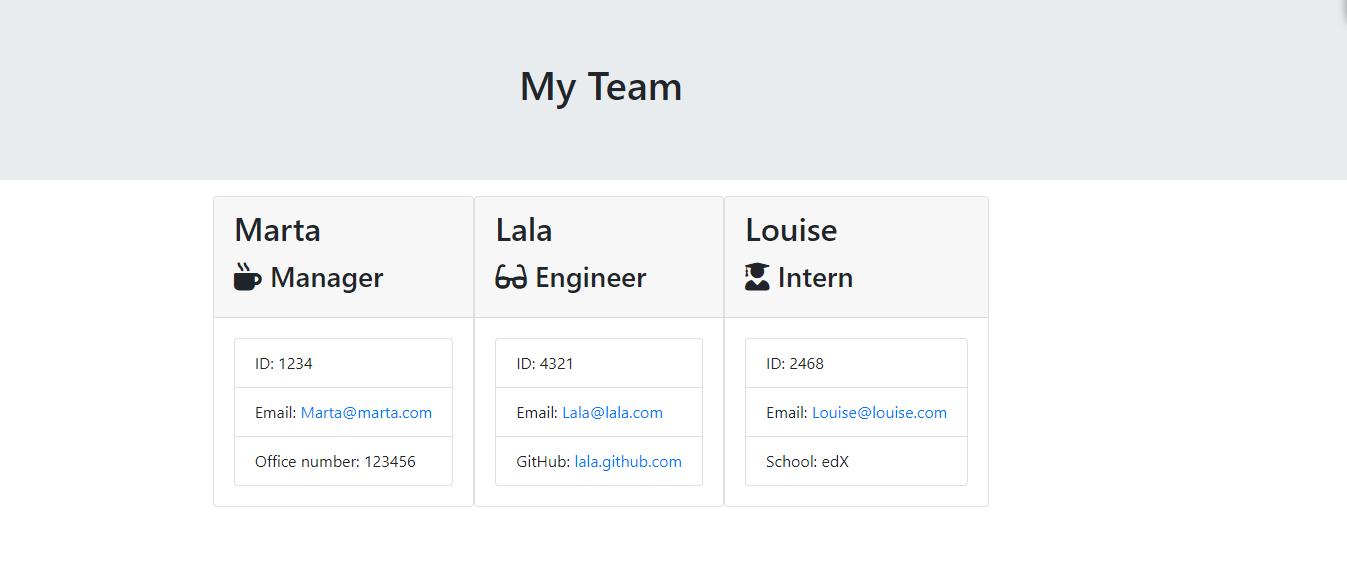 My Team
Marta
Manager
ID: 1234
Email: Marta@marta.com
Office number: 123456
Lala
Engineer
ID: 4321
Email: Lala@lala.com
GitHub: lala.github.com
Louise
Intern
ID: 2468
Email: Louise@louise.com
School: edX